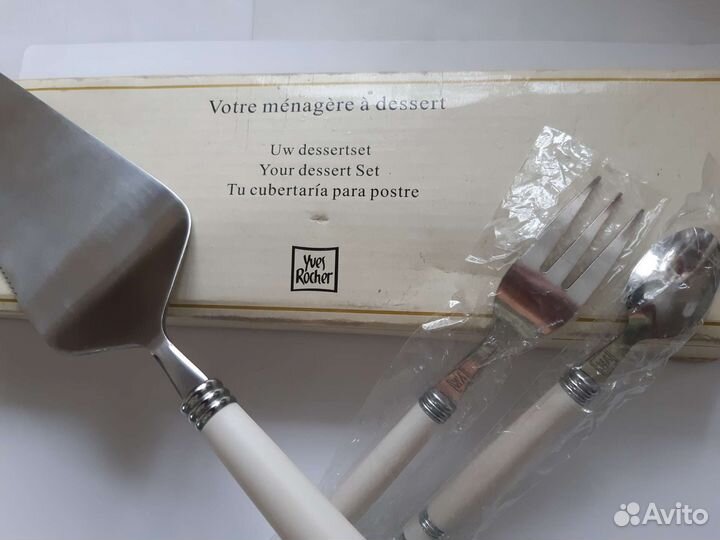 Votre ménagère à dessert
Uw dessertset
Your dessert Set
Tu cubertaría para postre
Yves
Rocher
Avito